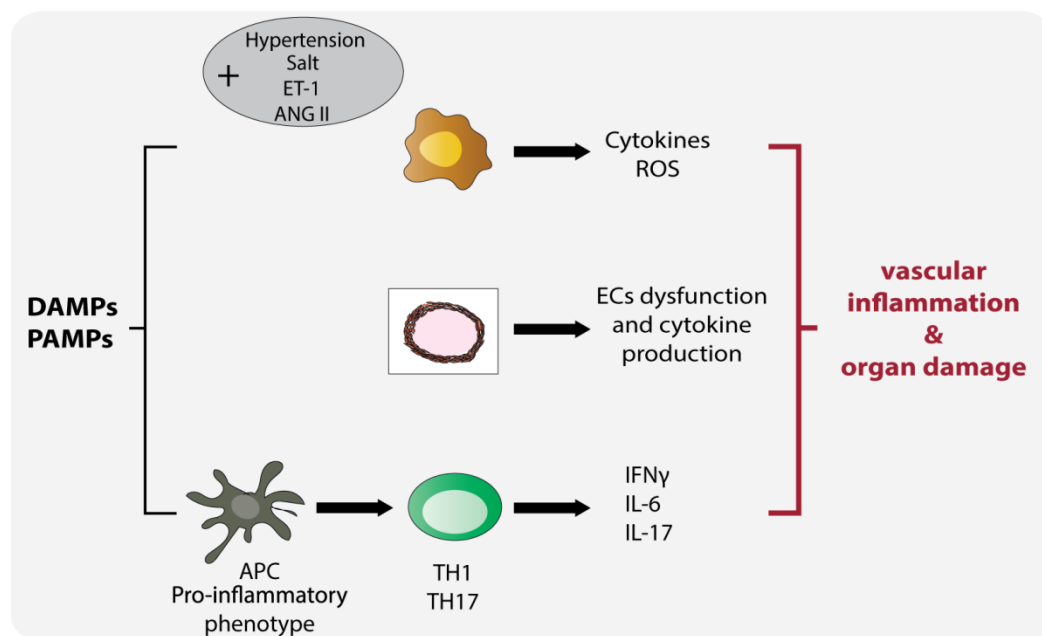 Hypertension
Salt
+
ET-1
ANG II
Cytokines
ROS
DAMPs
PAMPs
ECs dysfunction
and cytokine
production
vascular
inflammation
&
organ damage
IFNγ
IL-6
IL-17
APC
Pro-inflammatory
phenotype
TH1
TH17